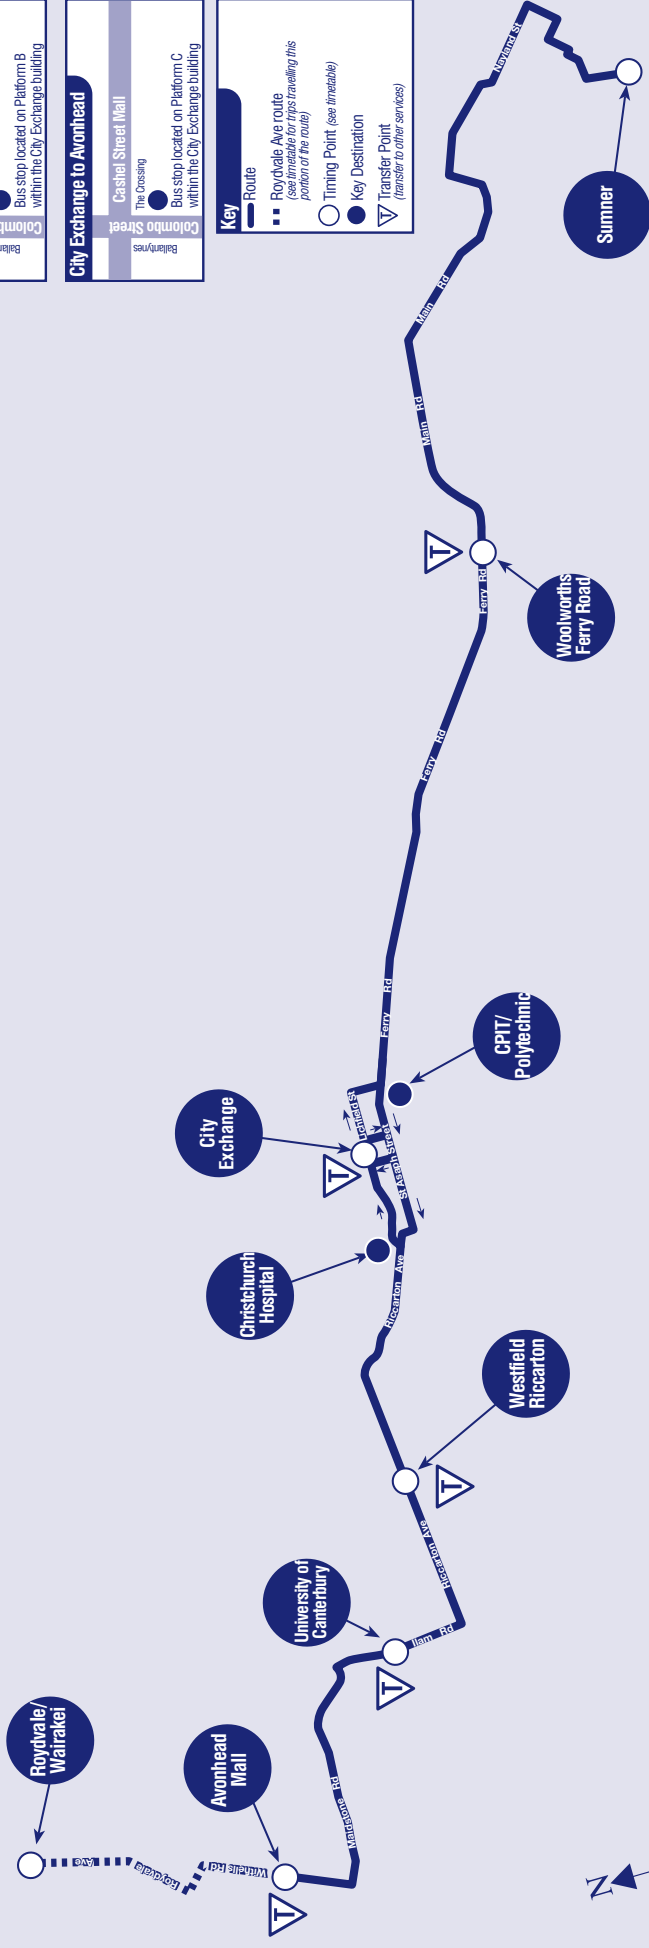 Ballan
Colomb
Bus stop located on Platform B
within the City Exchange building
City Exchange to Avonhead
Cashel Street Mall
Ballantynes
Colombo Street
The Crossing
Bus stop located on Platform C
within the City Exchange building
Key
Route
Roydvale Ave route
(see timetable for trips travelling this
portion of the route)
Timing Point (see timetable)
Key Destination
T
Transfer Point
(transfer to other services)
Roydvale/
Wairakei
Ave
Roydvale
Withells Rd
Avonhead
Mall
T
Maidstone Rd
University of
Canterbury
T
Ilam Rd
Riccarton Ave
Westfield
Riccarton
T
Riccarton Ave
Christchurch
Hospital
City
Exchange
T
Lichfield St
St Asaph Street
CPIT/
Polytechnic
Ferry Rd
Ferry Rd
Ferry Rd
T
Woolworths
Ferry Road
Main Rd
Main Rd
Nayland St
Sumner
N